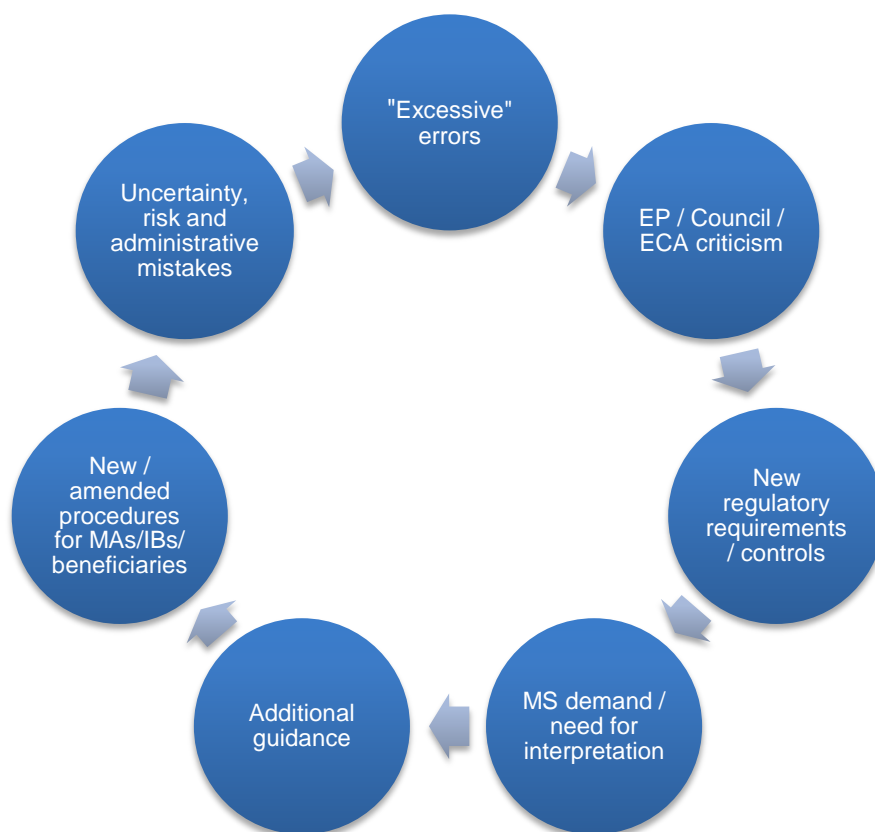 "Excessive"
errors
EP / Council /
ECA criticism
New
regulatory
requirements
/ controls
MS demand /
need for
interpretation
Additional
guidance
New /
amended
procedures
for MAs/IBs/
beneficiaries
Uncertainty,
risk and
administrative
mistakes